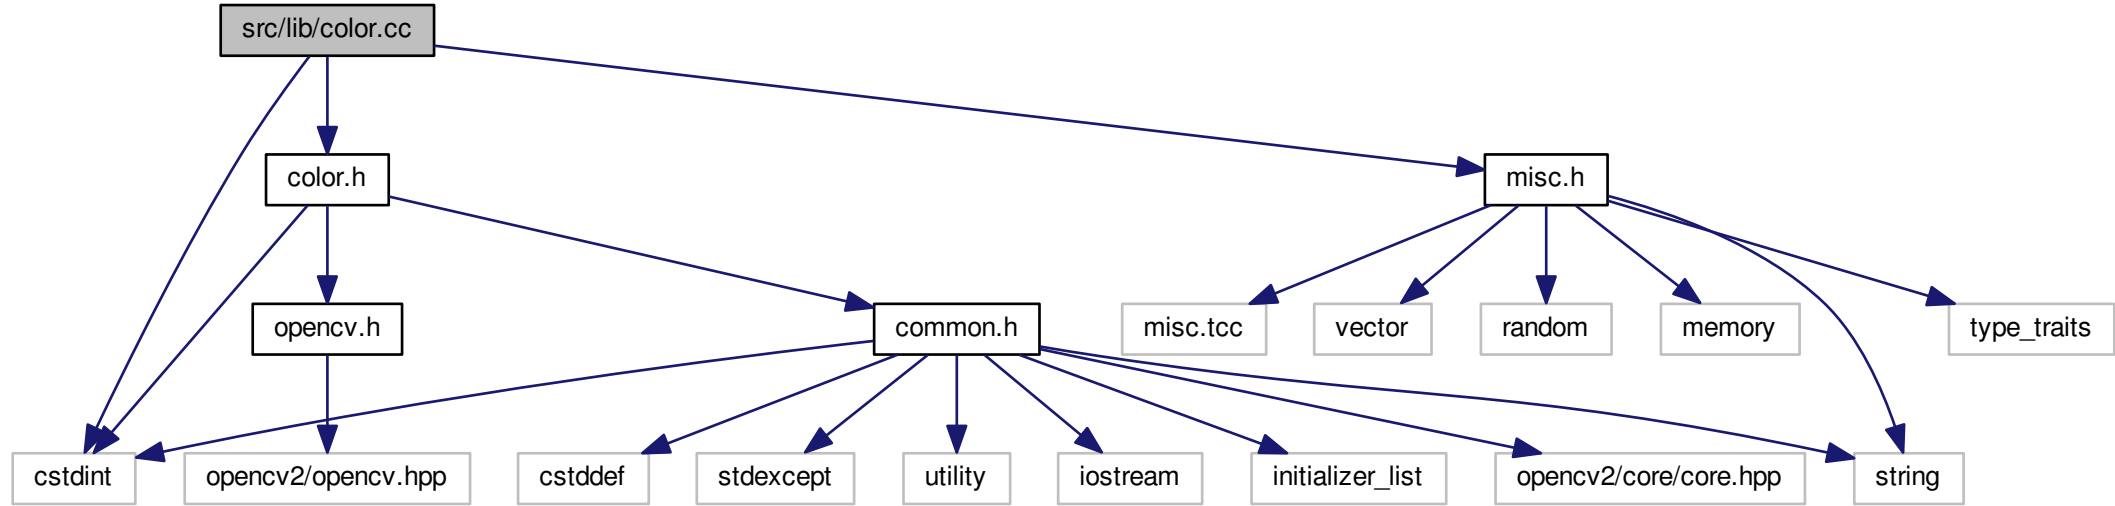 src/lib/color.cc
color.h
misc.h
opencv.h
common.h
misc.tcc
vector
random
memory
type_traits
cstdint
opencv2/opencv.hpp
cstddef
stdexcept
utility
iostream
initializer_list
opencv2/core/core.hpp
string